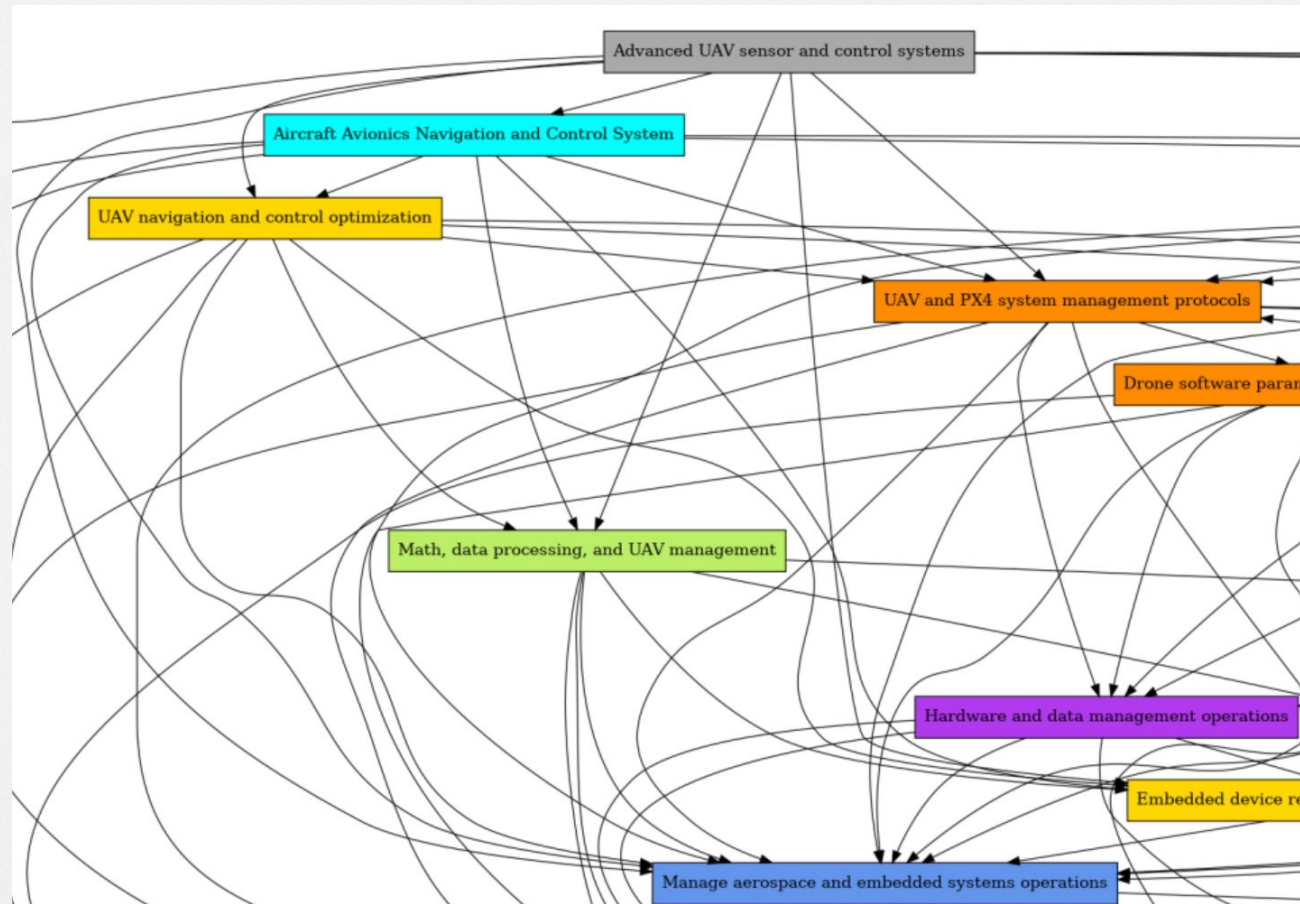 Advanced UAV sensor and control systems
Aircraft Avionics Navigation and Control System
UAV navigation and control optimization
UAV and PX4 system management protocols
Drone software
Math, data processing, and UAV management
Hardware and data management operations
Embedded device
Manage aerospace and embedded systems operations